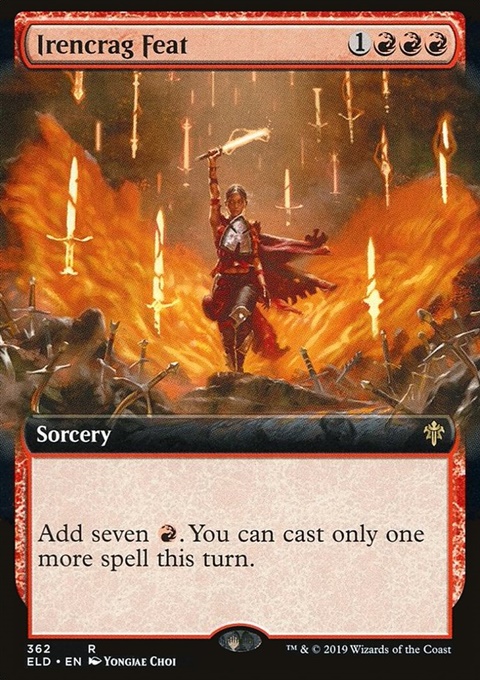 Irencrag Feat 1
Sorcery
Add seven . You can cast only one
more spell this turn.
362 R
ELD • EN Yongjae Choi
™ & © 2019 Wizards of the Coast